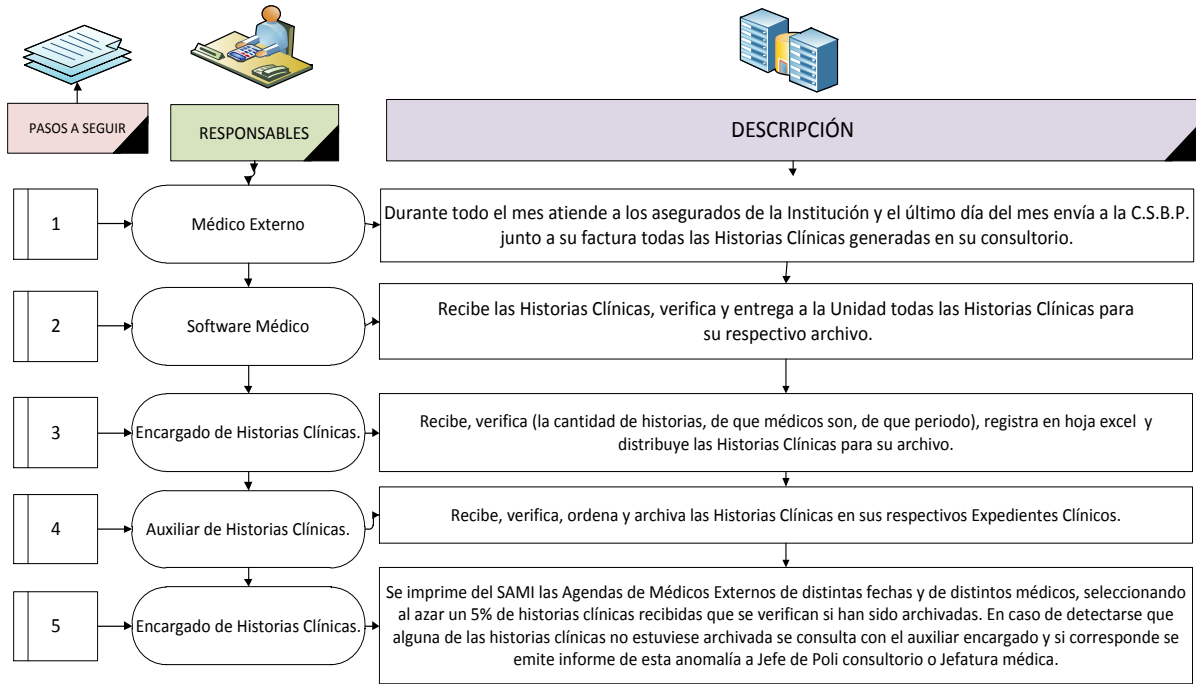 PASOS A SEGUIR
RESPONSABLES
DESCRIPCIÓN
1
Médico Externo
Durante todo el mes atiende a los asegurados de la Institución y el último día del mes envía a la C.S.B.P.
junto a su factura todas las Historias Clínicas generadas en su consultorio.
2
Software Médico
Recibe las Historias Clínicas, verifica y entrega a la Unidad todas las Historias Clínicas para
su respectivo archivo.
3
Encargado de Historias Clínicas.
Recibe, verifica (la cantidad de historias, de que médicos son, de que periodo), registra en hoja excel y
distribuye las Historias Clínicas para su archivo.
4
Auxiliar de Historias Clínicas.
Recibe, verifica, ordena y archiva las Historias Clínicas en sus respectivos Expedientes Clínicos.
5
Encargado de Historias Clínicas.
Se imprime del SAMI las Agendas de Médicos Externos de distintas fechas y de distintos médicos, seleccionando
al azar un 5% de historias clínicas recibidas que se verifican si han sido archivadas. En caso de detectarse que
alguna de las historias clínicas no estuviese archivada se consulta con el auxiliar encargado y si corresponde se
emite informe de esta anomalía a Jefe de Poli consultorio o Jefatura médica.